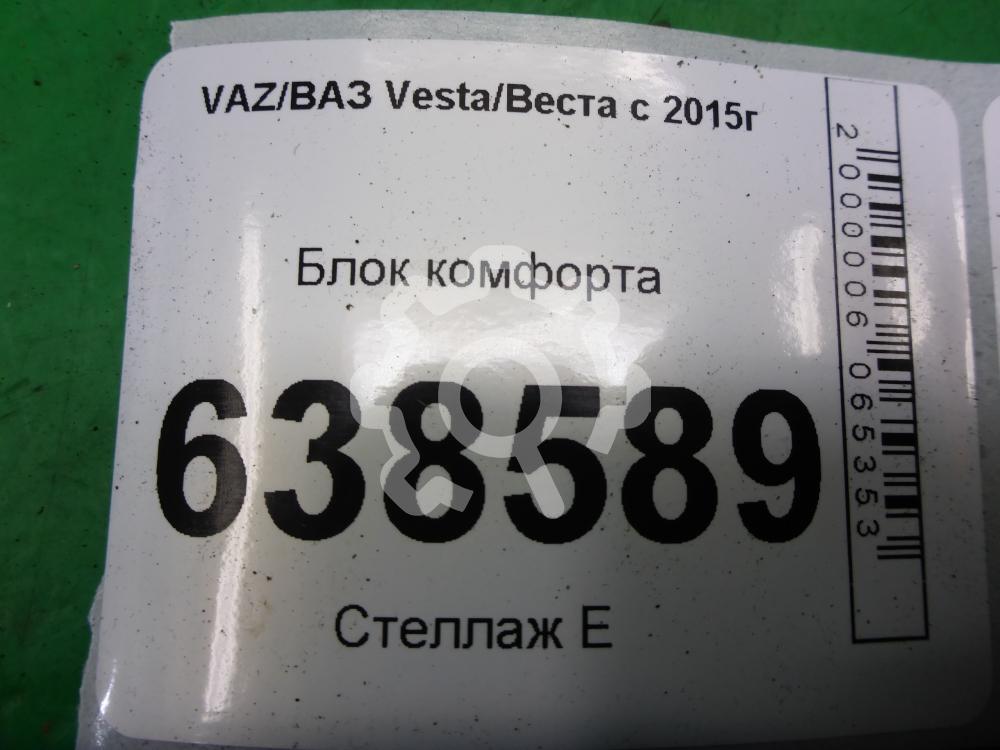 VAZ/ВАЗ Vesta/Веста с 2015г
Блок комфорта
638589
Стеллаж Е
2000006065353